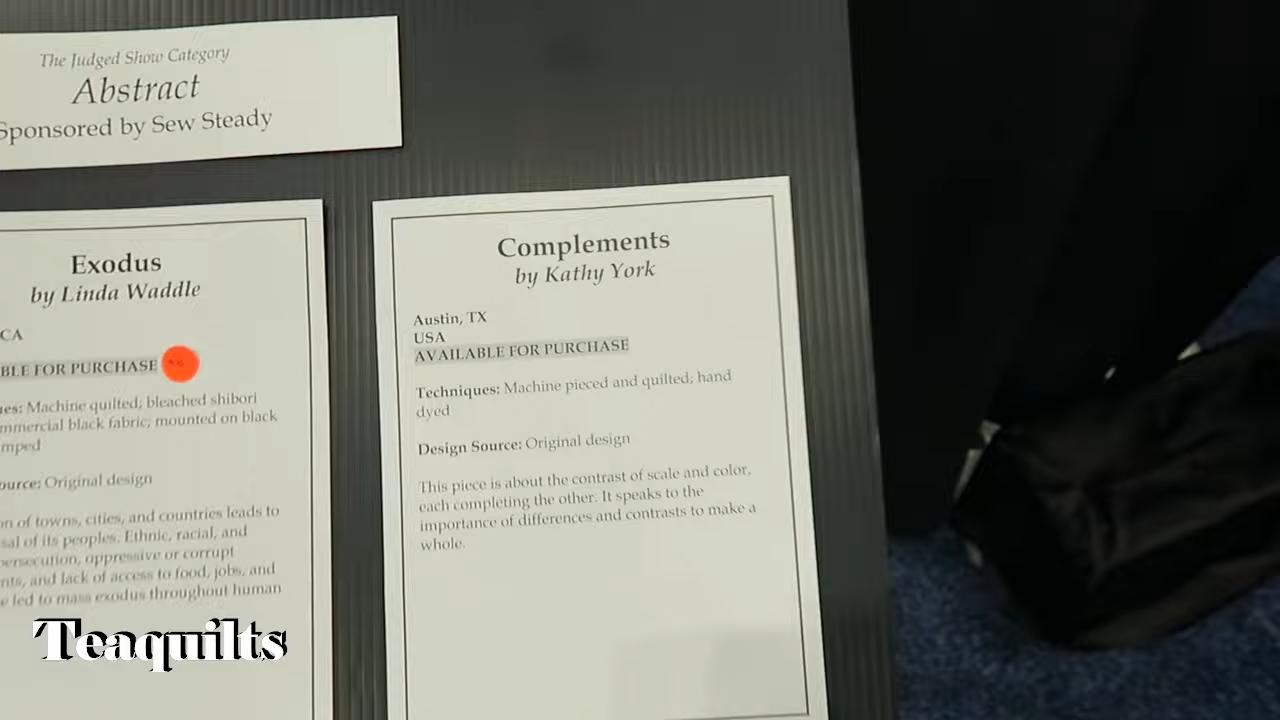 The Judged Show Category
Abstract
Sponsored by Sew Steady
Exodus
by Linda Waddle
CA
BLE FOR PURCHASE
es: Machine quilted; bleached shibori
mmercial black fabric; mounted on black
mped
ource: Original design
on of towns, cities, and countries leads to
sal of its peoples. Ethnic, racial, and
persecution, oppressive or corrupt
nts, and lack of access to food, jobs, and
e led to mass exodus throughout human
Complements
by Kathy York
Austin, TX
USA
AVAILABLE FOR PURCHASE
Techniques: Machine pieced and quilted; hand
dyed
Design Source: Original design
This piece is about the contrast of scale and color,
each completing the other. It speaks to the
importance of differences and contrasts to make a
whole.
Teaquilts